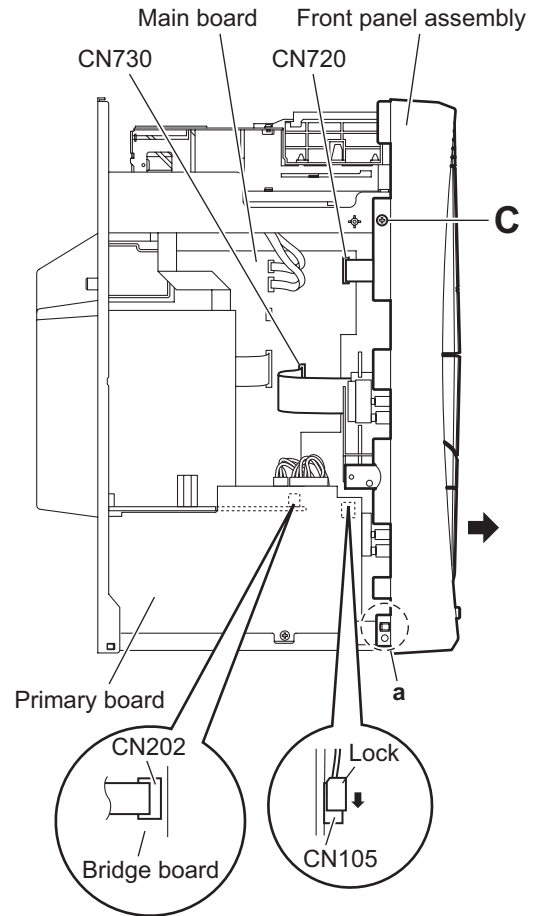 Main board
Front panel assembly
CN730
CN720
C
a
Primary board
CN202
Lock
Bridge board
CN105